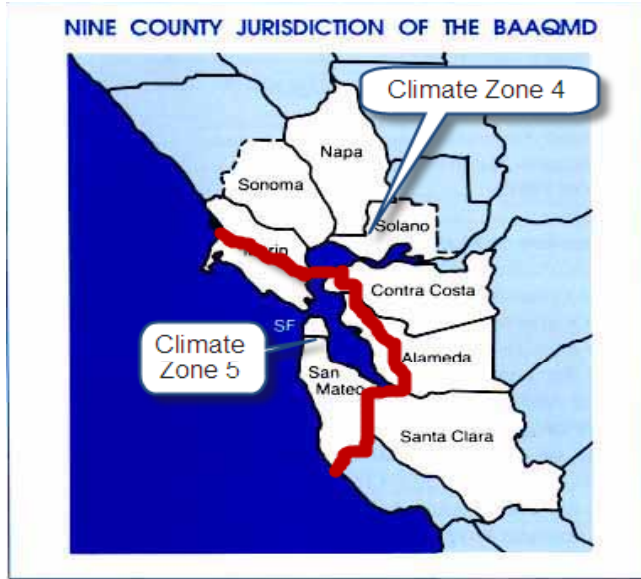 NINE COUNTY JURISDICTION OF THE BAAQMD
Climate Zone 4
Napa
Sonoma
Solano
Marin
Contra Costa
SF
Climate
Zone 5
Alameda
San
Mateo
Santa Clara